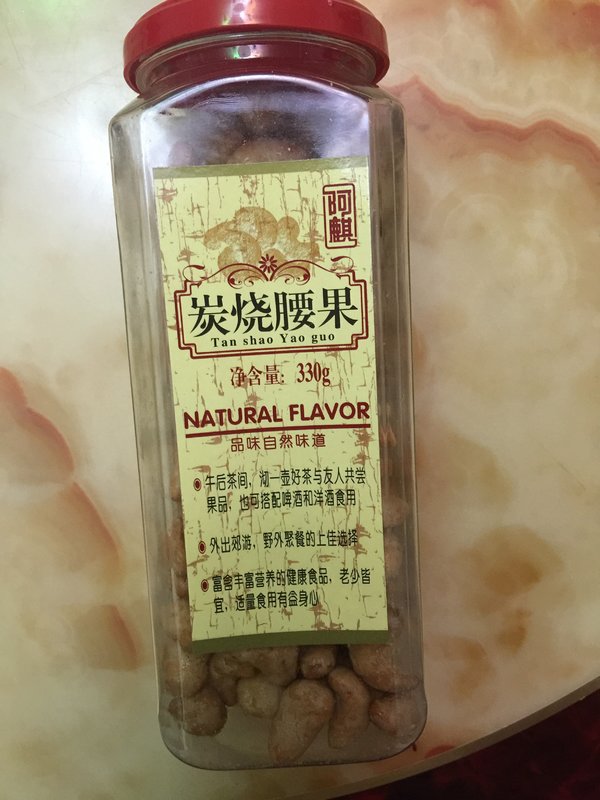 阿麒
炭烧腰果
Tan shao Yao guo
净含量: 330g
NATURAL FLAVOR
品味自然味道
午后茶间，沏一壶好茶与友人共尝
果品，也可搭配啤酒和洋酒食用
外出郊游，野外聚餐的上佳选择
富含丰富营养的健康食品，老少皆
宜，适量食用有益身心